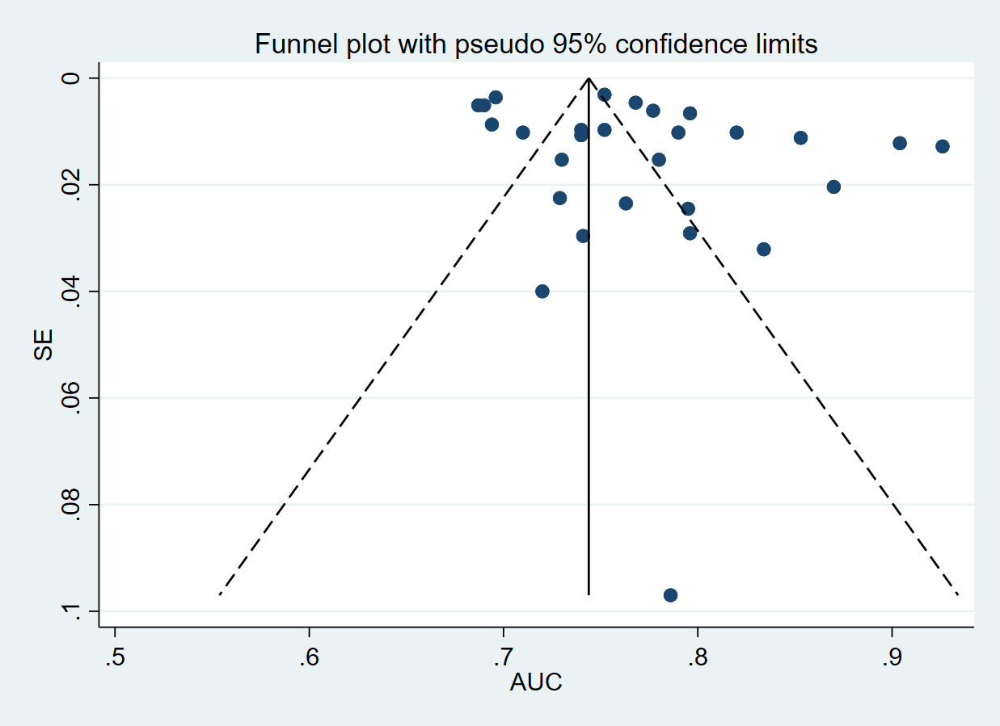 Funnel plot with pseudo 95% confidence limits
0
.02
.04
.06
.08
.1
SE
.5 .6 .7 .8 .9
AUC